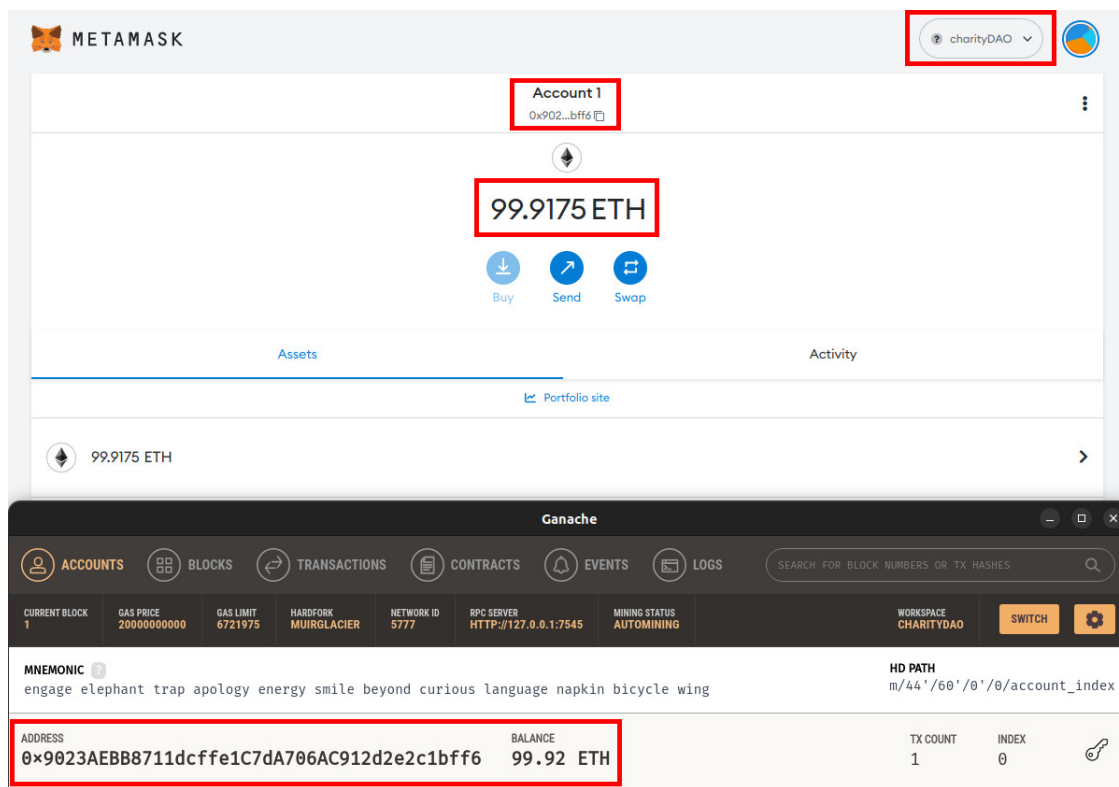 METAMASK
? charityDAO
Account 1
0x902...bff6
99.9175 ETH
Buy Send Swap
Assets Activity
Portfolio site
99.9175 ETH
Ganache
ACCOUNTS BLOCKS TRANSACTIONS CONTRACTS EVENTS LOGS SEARCH FOR BLOCK NUMBERS OR TX HASHES
CURRENT BLOCK GAS PRICE GAS LIMIT HARDFORK NETWORK ID RPC SERVER MINING STATUS WORKSPACE
1 20000000000 6721975 MUIRGLACIER 5777 HTTP://127.0.0.1:7545 AUTOMINING CHARITYDAO SWITCH
MNEMONIC ? HD PATH
engage elephant trap apology energy smile beyond curious language napkin bicycle wing m/44'/60'/0'/0/account_index
ADDRESS BALANCE TX COUNT INDEX
0×9023AEBB8711dcffe1C7dA706AC912d2e2c1bff6 99.92 ETH 1 0